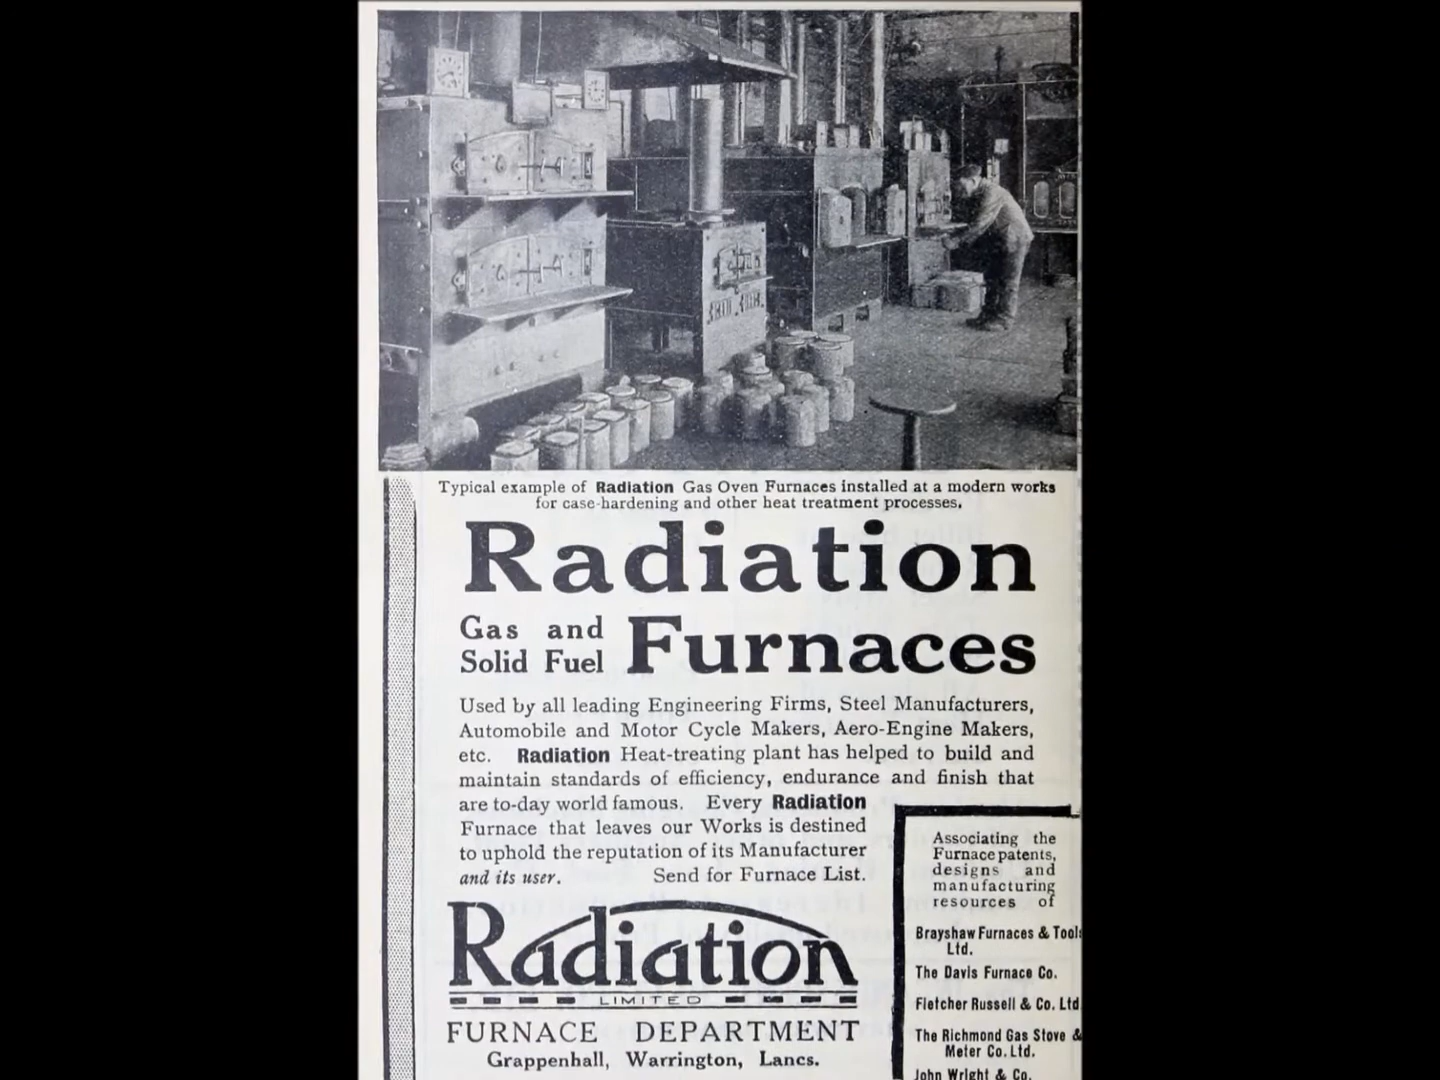 Typical example of Radiation Gas Oven Furnaces installed at a modern works
for case-hardening and other heat treatment processes.
Radiation
Gas and
Solid Fuel
Furnaces
Used by all leading Engineering Firms, Steel Manufacturers,
Automobile and Motor Cycle Makers, Aero-Engine Makers,
etc. Radiation Heat-treating plant has helped to build and
maintain standards of efficiency, endurance and finish that
are to-day world famous. Every Radiation
Furnace that leaves our Works is destined
to uphold the reputation of its Manufacturer
and its user. Send for Furnace List.
Radiation
LIMITED
FURNACE DEPARTMENT
Grappenhall, Warrington, Lancs.
Associating the
Furnace patents,
designs and
manufacturing
resources of
Brayshaw Furnaces & Tools
Ltd.
The Davis Furnace Co.
Fletcher Russell & Co. Ltd
The Richmond Gas Stove &
Meter Co. Ltd.
John Wright & Co.